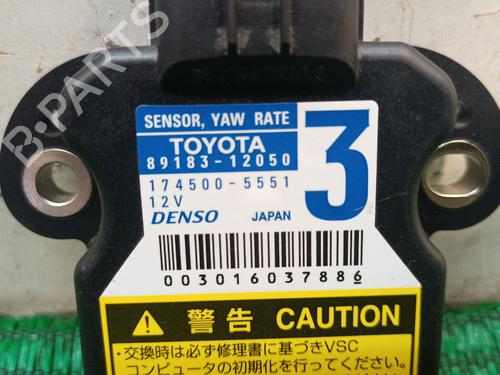 SENSOR, YAW RATE
TOYOTA
89183-12050
174500-5551
12V
3
DENSO
JAPAN
003016037886
警告 CAUTION
・交換時は必ず修理書に基づきVSC
コンピュータの初期化を行ってください。
B-PARTS